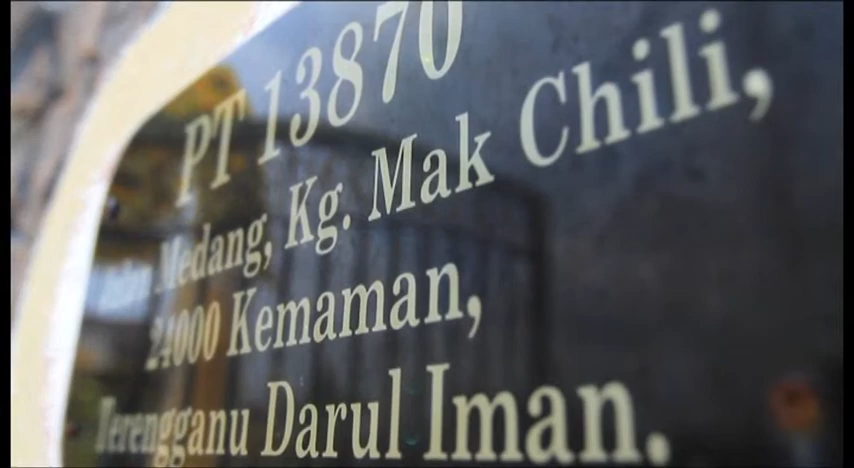 PT 13870
Medang, Kg. Mak Chili,
24000 Kemaman,
Terengganu Darul Iman.